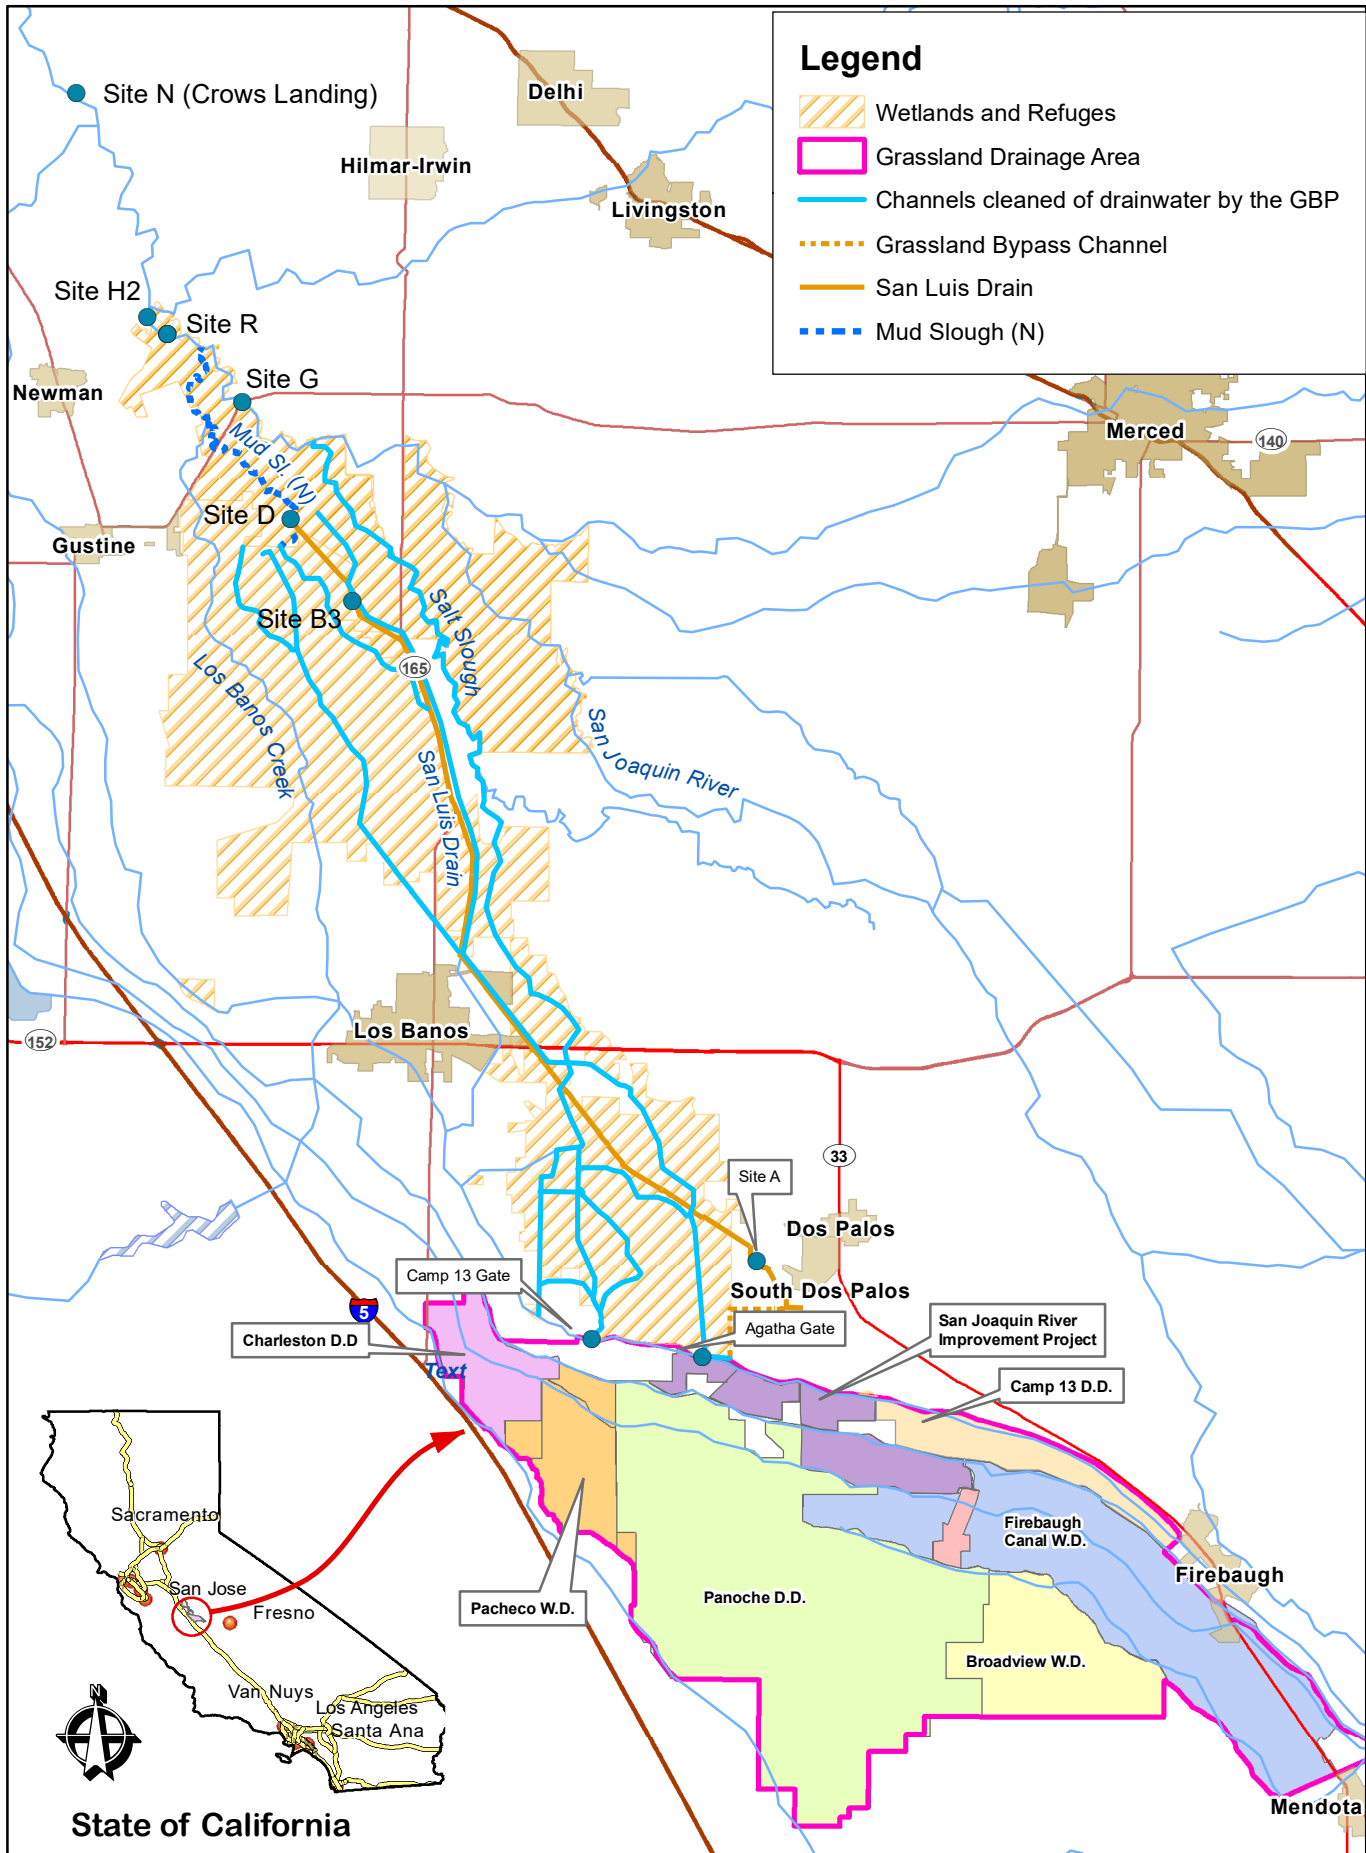 Legend
Wetlands and Refuges
Grassland Drainage Area
Channels cleaned of drainwater by the GBP
Grassland Bypass Channel
San Luis Drain
Mud Slough (N)
Site N (Crows Landing)
Delhi
Hilmar-Irwin
Livingston
Site H2
Site R
Newman
Site G
Merced
140
Mud Sl. (N)
Site D
Gustine
Site B3
Salt Slough
165
Los Banos Creek
San Joaquin River
San Luis Drain
Los Banos
152
33
Site A
Dos Palos
Camp 13 Gate
South Dos Palos
5
Charleston D.D
Agatha Gate
San Joaquin River
Improvement Project
Text
Camp 13 D.D.
Firebaugh
Canal W.D.
Firebaugh
Pacheco W.D.
Panoche D.D.
Broadview W.D.
Mendota
Sacramento
San Jose
Fresno
Van Nuys
Los Angeles
Santa Ana
N
State of California